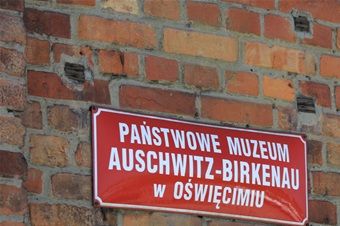 PAŃSTWOWE MUZEUM
AUSCHWITZ-BIRKENAU
W OŚWIĘCIMIU